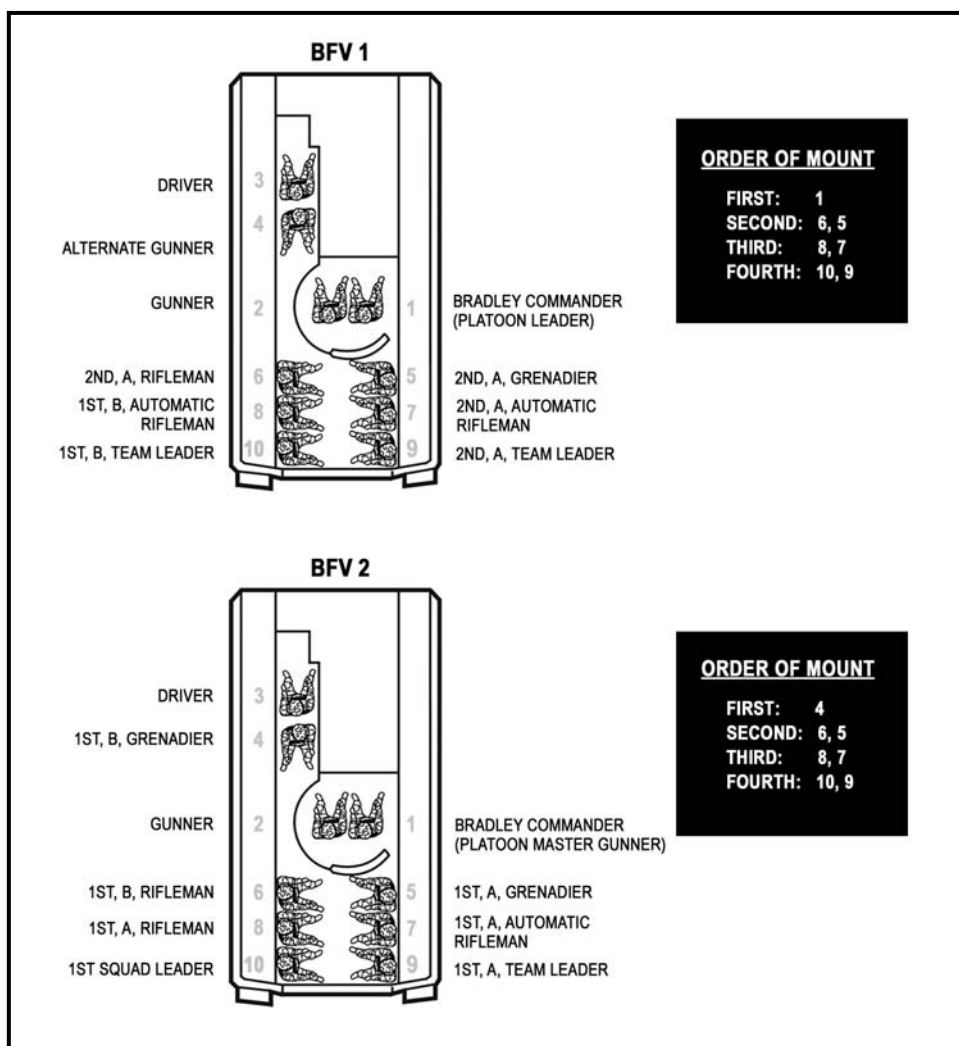 BFV 1
DRIVER
3
4
ALTERNATE GUNNER
GUNNER
2
1
BRADLEY COMMANDER
(PLATOON LEADER)
2ND, A, RIFLEMAN
6
5
2ND, A, GRENADIER
1ST, B, AUTOMATIC
RIFLEMAN
8
7
2ND, A, AUTOMATIC
RIFLEMAN
1ST, B, TEAM LEADER
10
9
2ND, A, TEAM LEADER
ORDER OF MOUNT
FIRST: 1
SECOND: 6, 5
THIRD: 8, 7
FOURTH: 10, 9
BFV 2
DRIVER
3
1ST, B, GRENADIER
4
GUNNER
2
1
BRADLEY COMMANDER
(PLATOON MASTER GUNNER)
1ST, B, RIFLEMAN
6
5
1ST, A, GRENADIER
1ST, A, RIFLEMAN
8
7
1ST, A, AUTOMATIC
RIFLEMAN
1ST SQUAD LEADER
10
9
1ST, A, TEAM LEADER
ORDER OF MOUNT
FIRST: 4
SECOND: 6, 5
THIRD: 8, 7
FOURTH: 10, 9